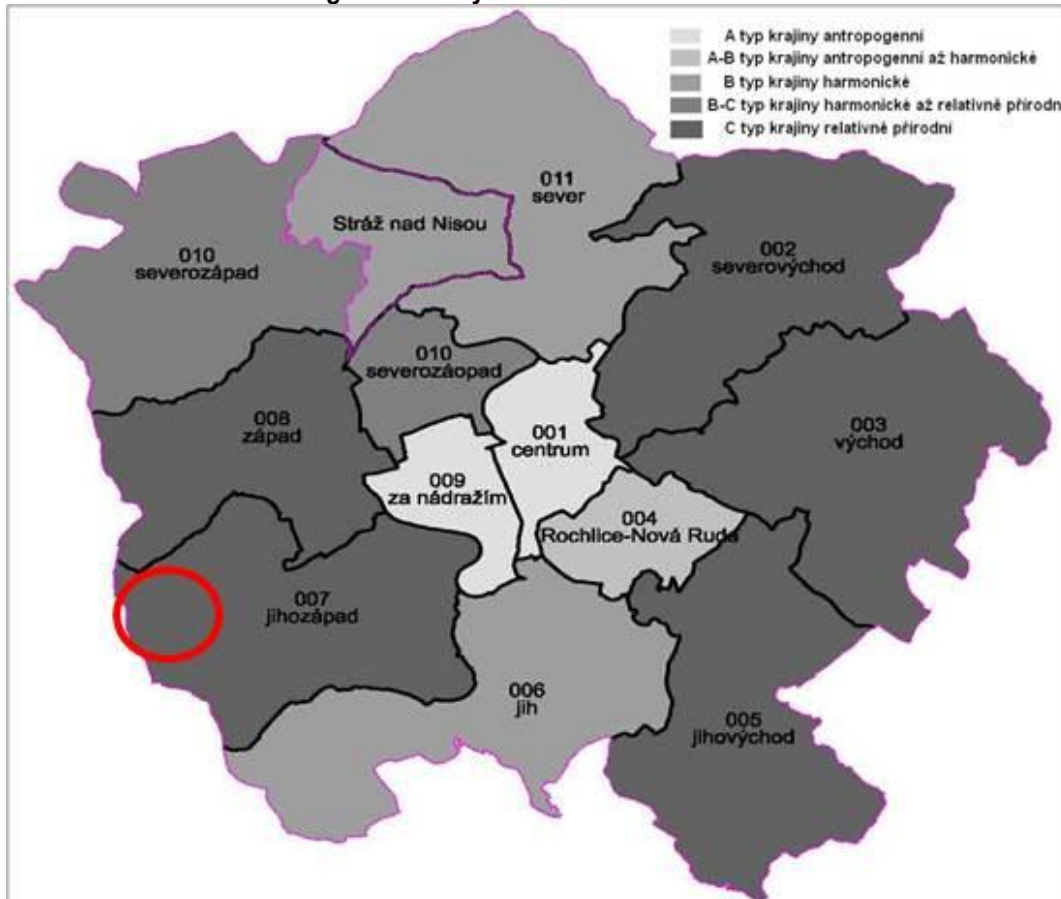 A typ krajiny antropogenní
A-B typ krajiny antropogenní až harmonické
B typ krajiny harmonické
B-C typ krajiny harmonické až relativně přírodní
C typ krajiny relativně přírodní
011
sever
Stráž nad Nisou
002
severovýchod
010
severozápad
010
severozáopad
008
západ
001
centrum
003
východ
009
za nádražím
004
Rochlice-Nová Ruda
007
jihozápad
006
jih
005
jihovýchod